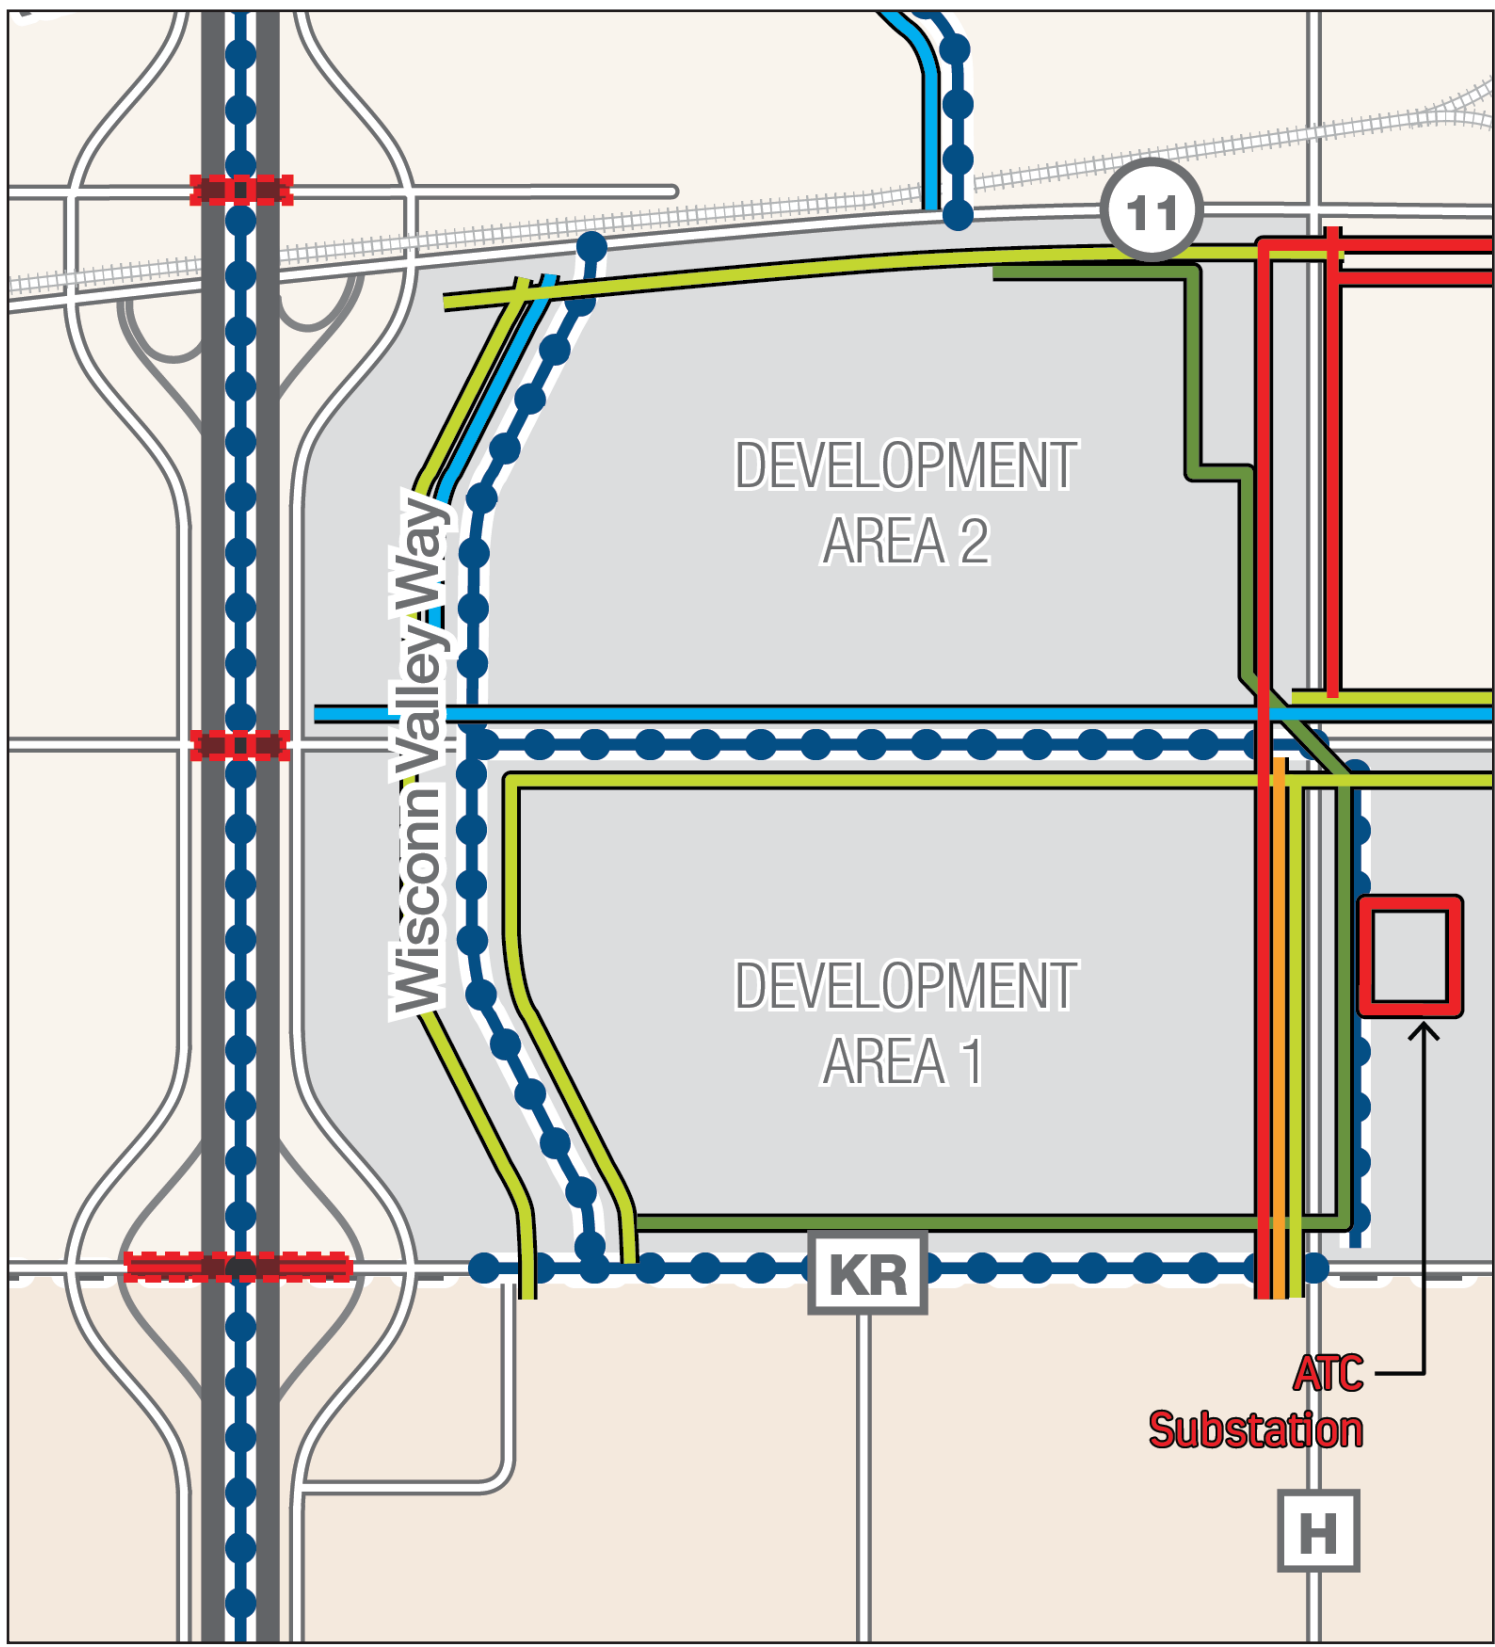 11
DEVELOPMENT
AREA 2
Wisconn Valley Way
DEVELOPMENT
AREA 1
KR
ATC
Substation
H